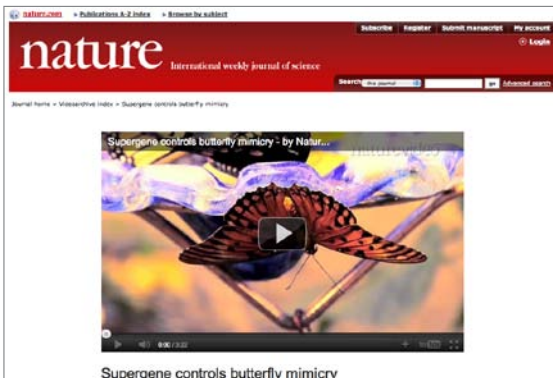 nature.com ▸ Publications A-Z index ▸ Browse by subject
Subscribe Register Submit manuscript My account
Login
nature International weekly journal of science
Search This journal go Advanced search
Journal home > Videoarchive index > Supergene controls butterfly mimicry
Supergene controls butterfly mimicry - by Natur...
naturevideo
0:00 / 3:22
Supergene controls butterfly mimicry